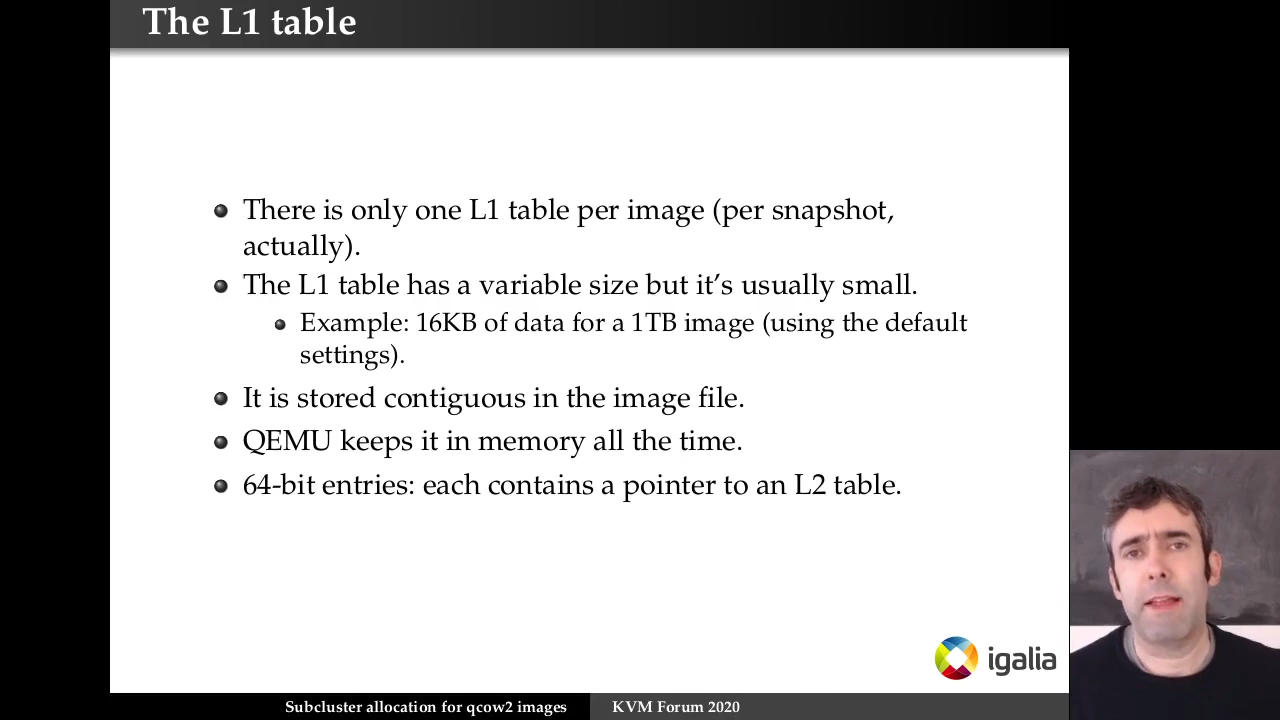 The L1 table
There is only one L1 table per image (per snapshot,
actually).
The L1 table has a variable size but it's usually small.
Example: 16KB of data for a 1TB image (using the default
settings).
It is stored contiguous in the image file.
QEMU keeps it in memory all the time.
64-bit entries: each contains a pointer to an L2 table.
igalia
Subcluster allocation for qcow2 images
KVM Forum 2020